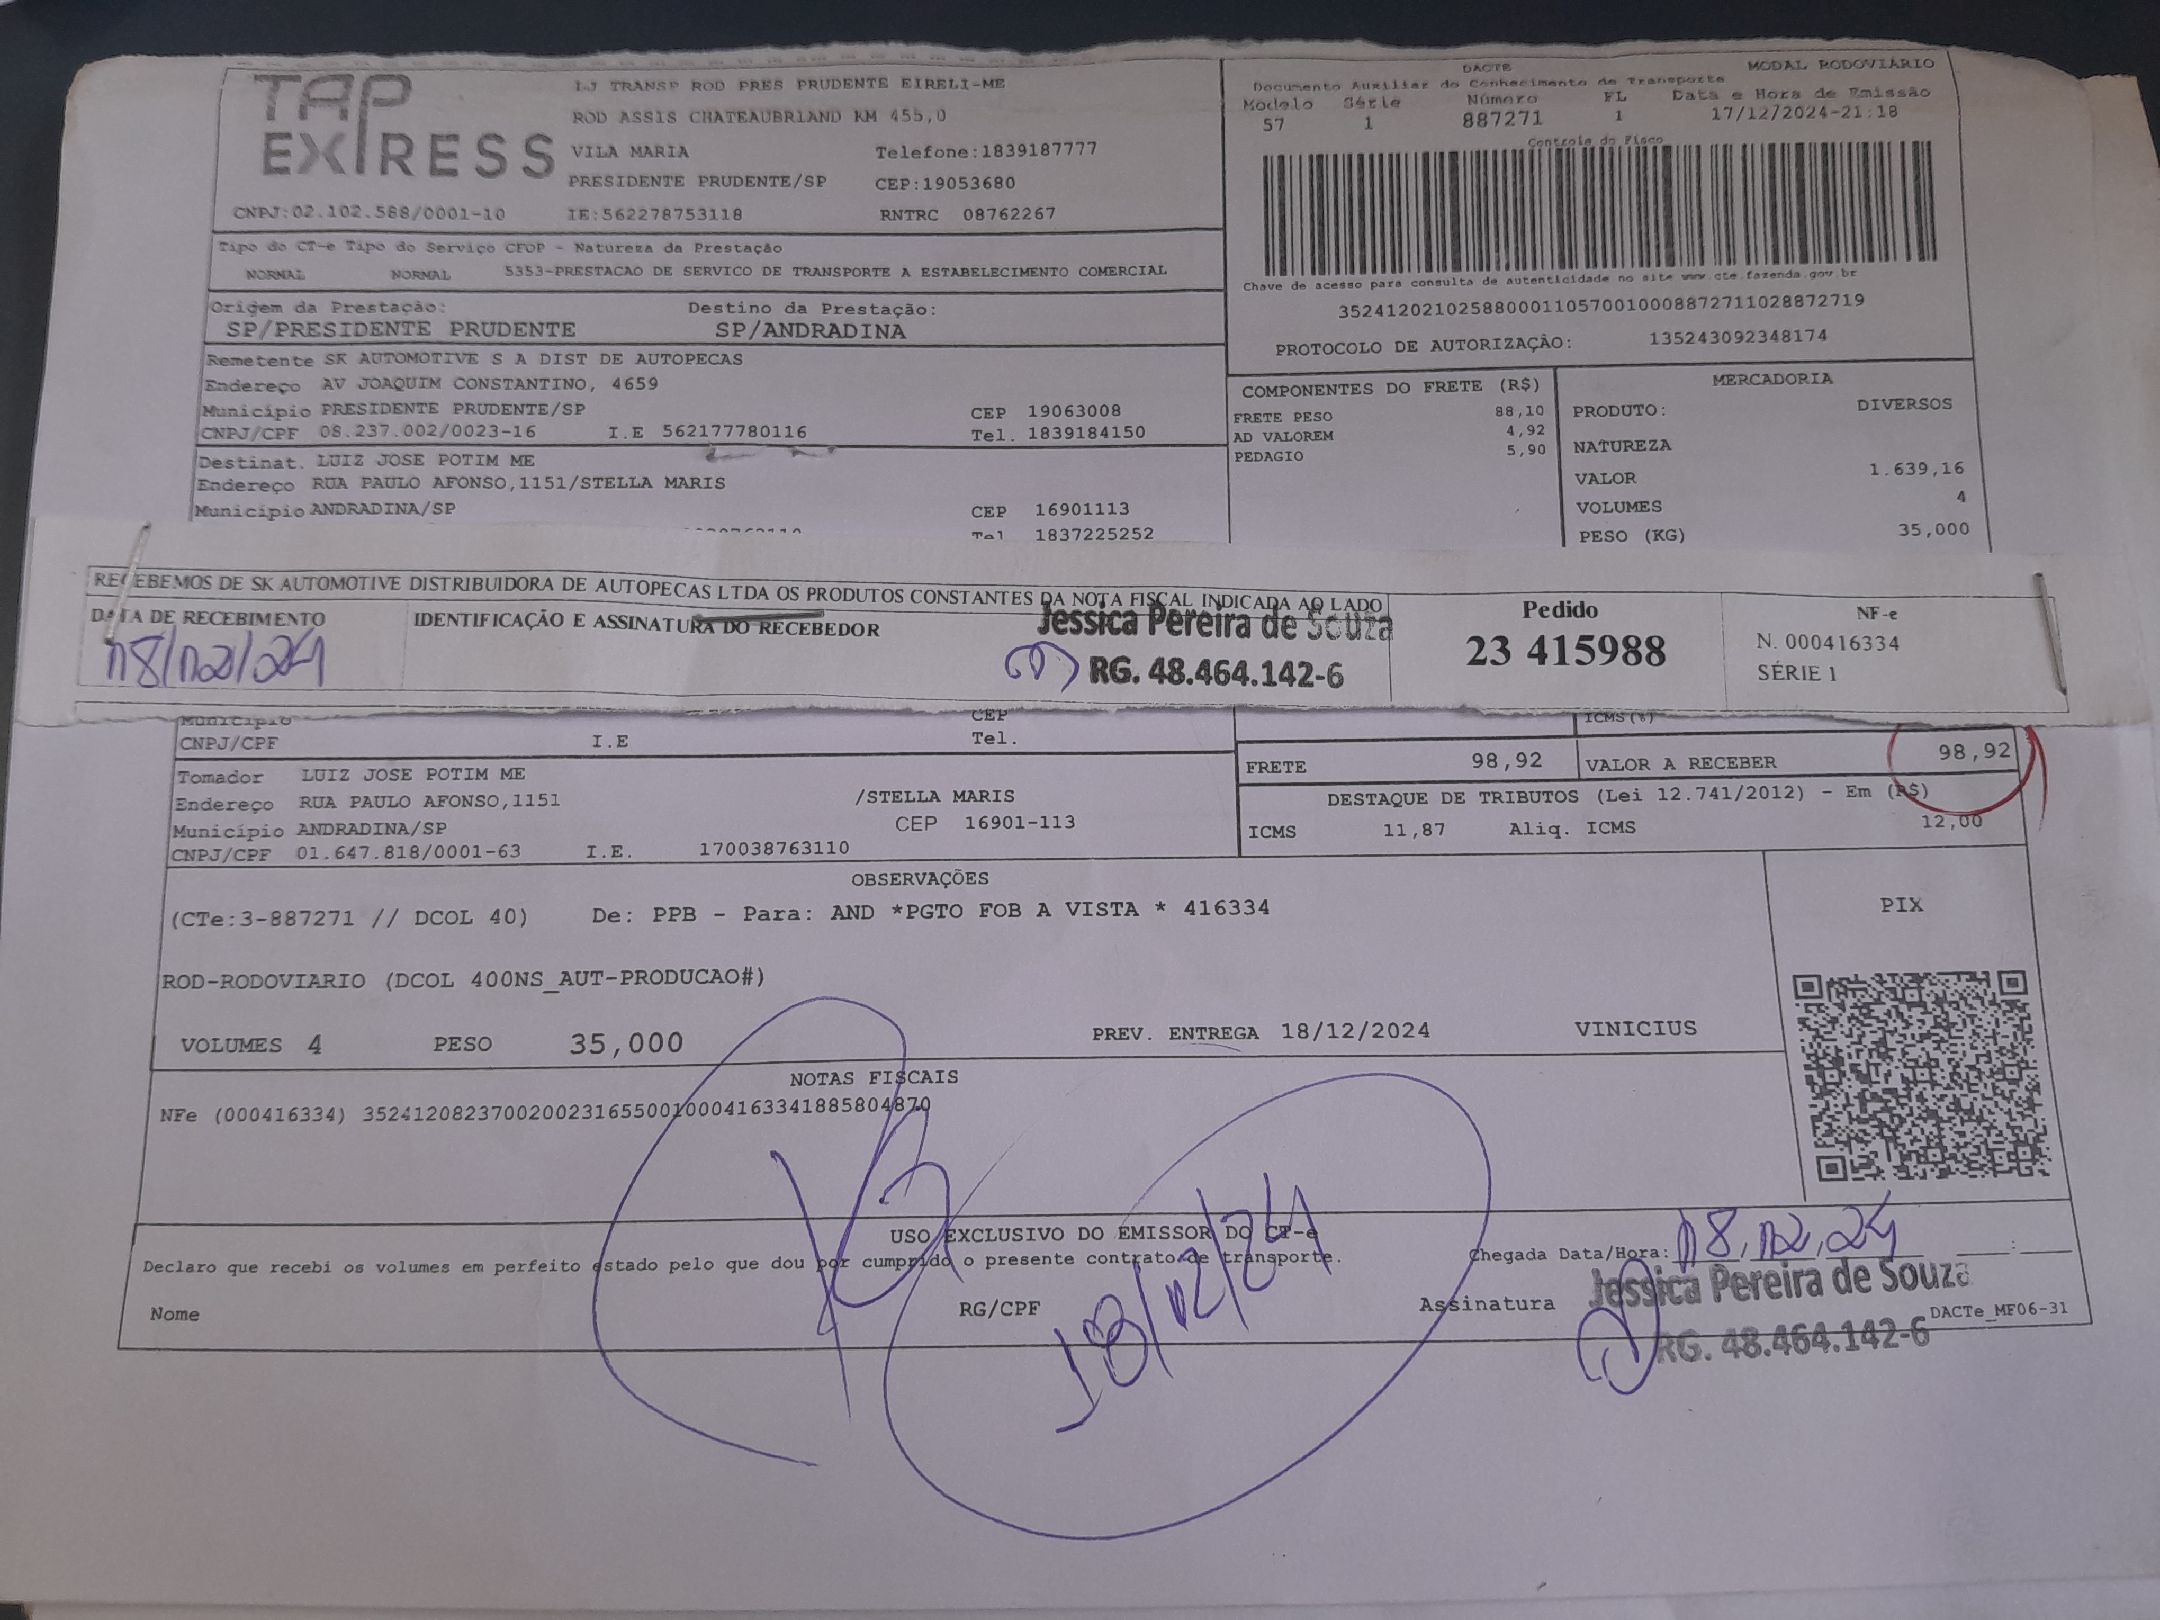 TAP EXPRESS
LJ TRANSP ROD PRES PRUDENTE EIRELI-ME
ROD ASSIS CHATEAUBRIAND KM 455,0
VILA MARIA Telefone:1839187777
PRESIDENTE PRUDENTE/SP CEP:19053680
CNPJ:02.102.588/0001-10 IE:562278753118 RNTRC 08762267
DACTE MODAL RODOVIÁRIO
Documento Auxiliar do Conhecimento de Transporte
Modelo Série Número FL Data e Hora de Emissão
57 1 887271 1 17/12/2024-21:18
Controle do Fisco
Chave de acesso para consulta de autenticidade no site www.cte.fazenda.gov.br
35241202102588000110570010008872711028872719
PROTOCOLO DE AUTORIZAÇÃO: 135243092348174
Tipo do CT-e Tipo do Serviço CFOP - Natureza da Prestação
NORMAL NORMAL 5353-PRESTACAO DE SERVICO DE TRANSPORTE A ESTABELECIMENTO COMERCIAL
Origem da Prestação: Destino da Prestação:
SP/PRESIDENTE PRUDENTE SP/ANDRADINA
Remetente SK AUTOMOTIVE S A DIST DE AUTOPECAS
Endereço AV JOAQUIM CONSTANTINO, 4659
Município PRESIDENTE PRUDENTE/SP CEP 19063008
CNPJ/CPF 08.237.002/0023-16 I.E 562177780116 Tel. 1839184150
Destinat. LUIZ JOSE POTIM ME
Endereço RUA PAULO AFONSO,1151/STELLA MARIS
Município ANDRADINA/SP CEP 16901113
Tel 1837225252
COMPONENTES DO FRETE (R$)
FRETE PESO 88,10
AD VALOREM 4,92
PEDAGIO 5,90
MERCADORIA
PRODUTO: DIVERSOS
NATUREZA
VALOR 1.639,16
VOLUMES 4
PESO (KG) 35,000
RECEBEMOS DE SK AUTOMOTIVE DISTRIBUIDORA DE AUTOPECAS LTDA OS PRODUTOS CONSTANTES DA NOTA FISCAL INDICADA AO LADO
DATA DE RECEBIMENTO IDENTIFICAÇÃO E ASSINATURA DO RECEBEDOR
18/12/24
Jessica Pereira de Souza
RG. 48.464.142-6
Pedido
23 415988
NF-e
N. 000416334
SÉRIE 1
Município CEP ICMS(%)
CNPJ/CPF I.E Tel.
FRETE 98,92 VALOR A RECEBER 98,92
Tomador LUIZ JOSE POTIM ME
Endereço RUA PAULO AFONSO,1151 /STELLA MARIS
Município ANDRADINA/SP CEP 16901-113
CNPJ/CPF 01.647.818/0001-63 I.E. 170038763110
DESTAQUE DE TRIBUTOS (Lei 12.741/2012) - Em (R$)
ICMS 11,87 Aliq. ICMS 12,00
OBSERVAÇÕES
(CTe:3-887271 // DCOL 40) De: PPB - Para: AND *PGTO FOB A VISTA * 416334
PIX
ROD-RODOVIARIO (DCOL 400NS_AUT-PRODUCAO#)
VOLUMES 4 PESO 35,000 PREV. ENTREGA 18/12/2024 VINICIUS
NOTAS FISCAIS
NFe (000416334) 35241208237002002316550010004163341885804870
USO EXCLUSIVO DO EMISSOR DO CT-e
Declaro que recebi os volumes em perfeito estado pelo que dou por cumprido o presente contrato de transporte.
Chegada Data/Hora: 18,12,24 :
Nome RG/CPF Assinatura
Jessica Pereira de Souza
RG. 48.464.142-6
DACTe_MF06-31
18/12/24